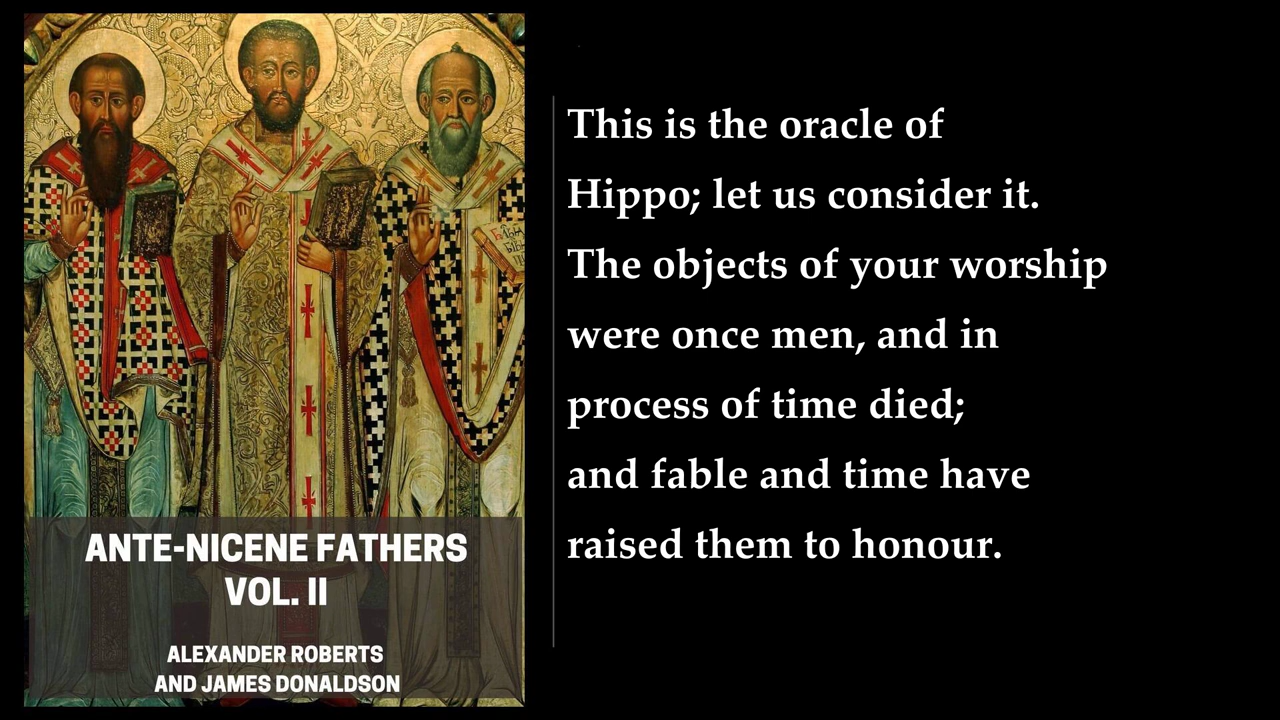 ANTE-NICENE FATHERS
VOL. II
ALEXANDER ROBERTS
AND JAMES DONALDSON
This is the oracle of
Hippo; let us consider it.
The objects of your worship
were once men, and in
process of time died;
and fable and time have
raised them to honour.